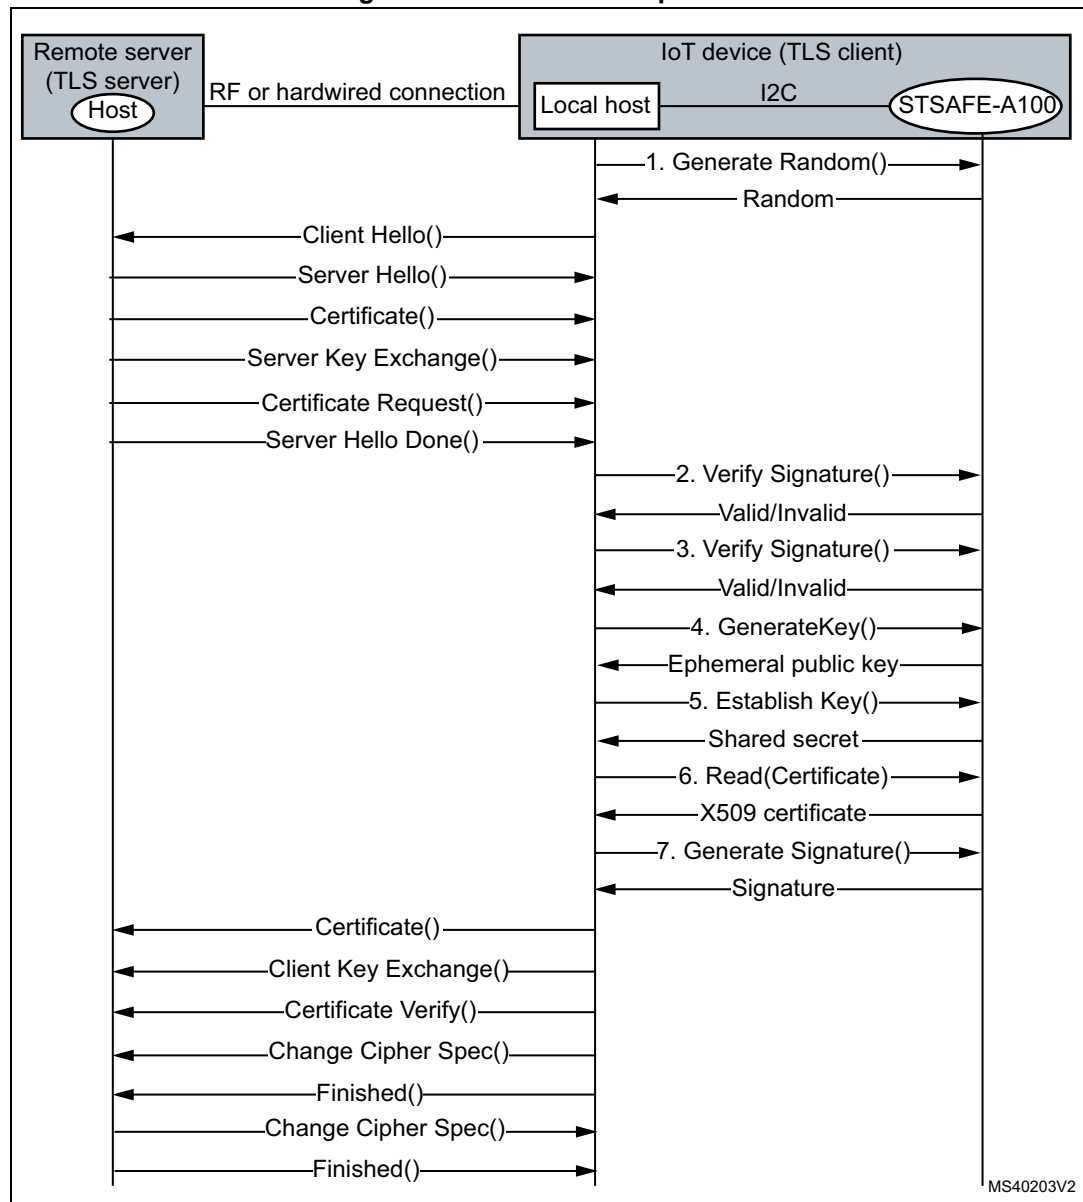 Remote server
(TLS server)
Host
RF or hardwired connection
IoT device (TLS client)
Local host
I2C
STSAFE-A100
1. Generate Random()
Random
Client Hello()
Server Hello()
Certificate()
Server Key Exchange()
Certificate Request()
Server Hello Done()
2. Verify Signature()
Valid/Invalid
3. Verify Signature()
Valid/Invalid
4. GenerateKey()
Ephemeral public key
5. Establish Key()
Shared secret
6. Read(Certificate)
X509 certificate
7. Generate Signature()
Signature
Certificate()
Client Key Exchange()
Certificate Verify()
Change Cipher Spec()
Finished()
Change Cipher Spec()
Finished()
MS40203V2